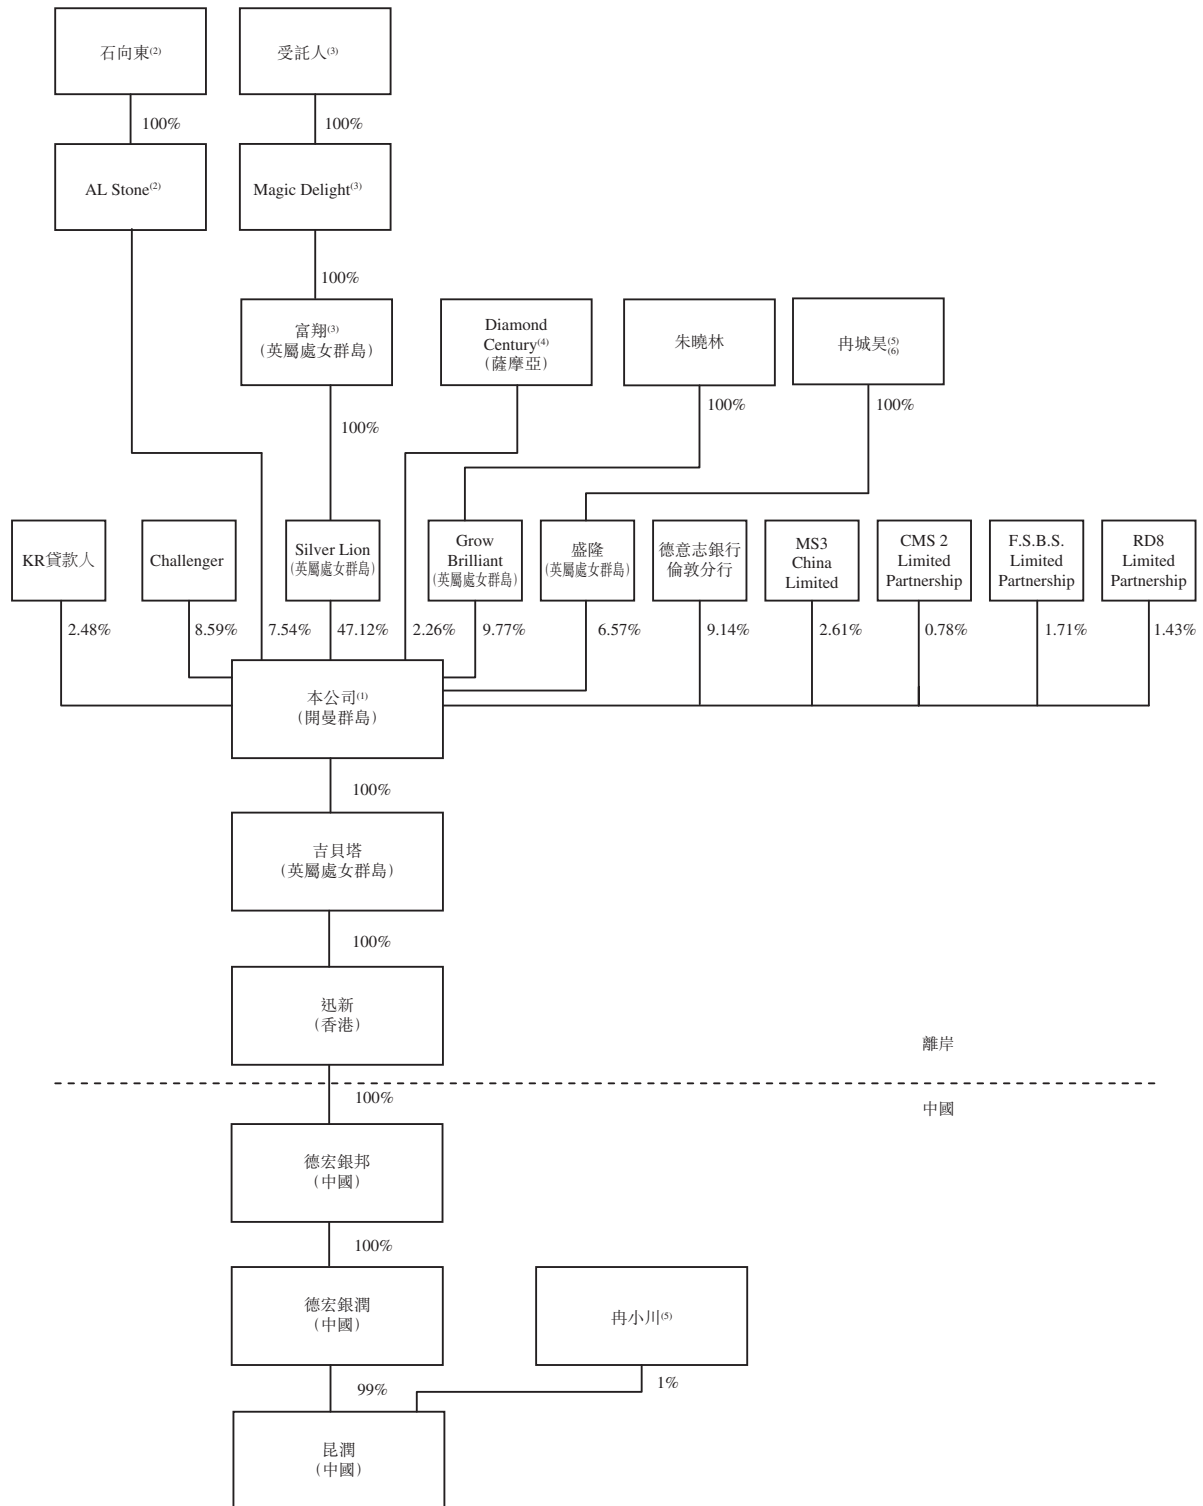 石向東(2)
受託人(3)
100%
100%
AL Stone(2)
Magic Delight(3)
100%
富翔(3)
(英屬處女群島)
Diamond
Century(4)
(薩摩亞)
朱曉林
冉城昊(5)
(6)
100%
100%
100%
KR貸款人
Challenger
Silver Lion
(英屬處女群島)
Grow
Brilliant
(英屬處女群島)
盛隆
(英屬處女群島)
德意志銀行
倫敦分行
MS3
China
Limited
CMS 2
Limited
Partnership
F.S.B.S.
Limited
Partnership
RD8
Limited
Partnership
2.48%
8.59%
7.54%
47.12%
2.26%
9.77%
6.57%
9.14%
2.61%
0.78%
1.71%
1.43%
本公司(1)
(開曼群島)
100%
吉貝塔
(英屬處女群島)
100%
迅新
(香港)
離岸
100%
中國
德宏銀邦
(中國)
100%
德宏銀潤
(中國)
冉小川(5)
99%
1%
昆潤
(中國)